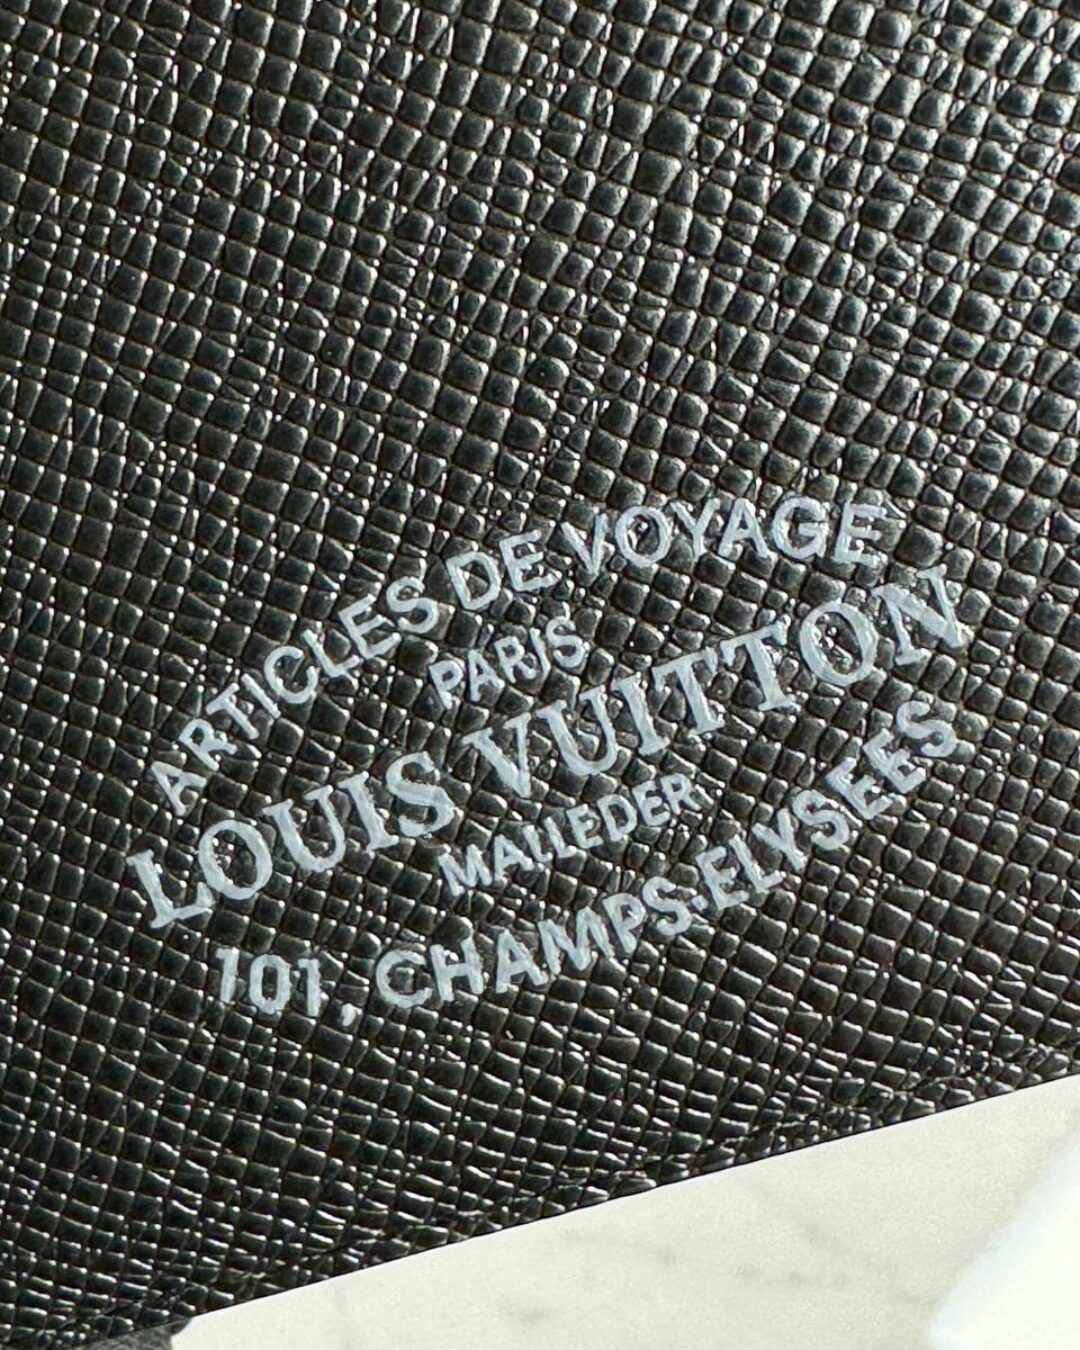 ARTICLES DE VOYAGE
PARIS
LOUIS VUITTON
MALLEDER
101, CHAMPS-ELYSEES